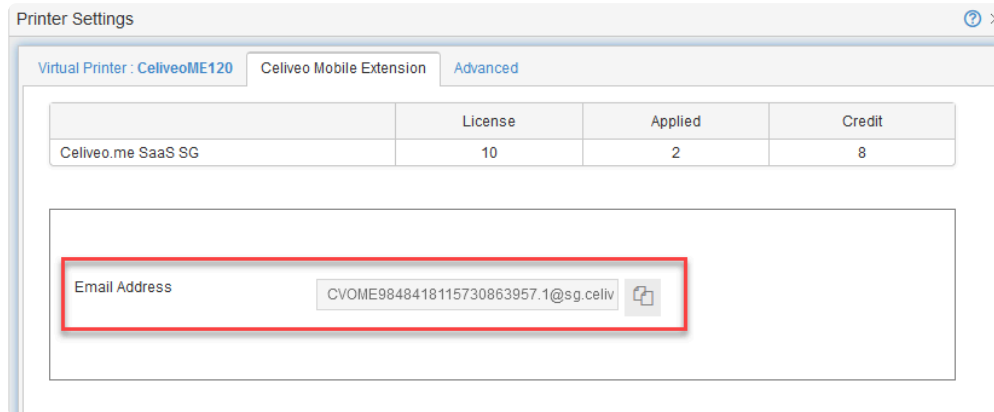 Printer Settings
Virtual Printer : CeliveoME120 Celiveo Mobile Extension Advanced
License Applied Credit
Celiveo.me SaaS SG 10 2 8
Email Address CVOME9848418115730863957.1@sg.celiv